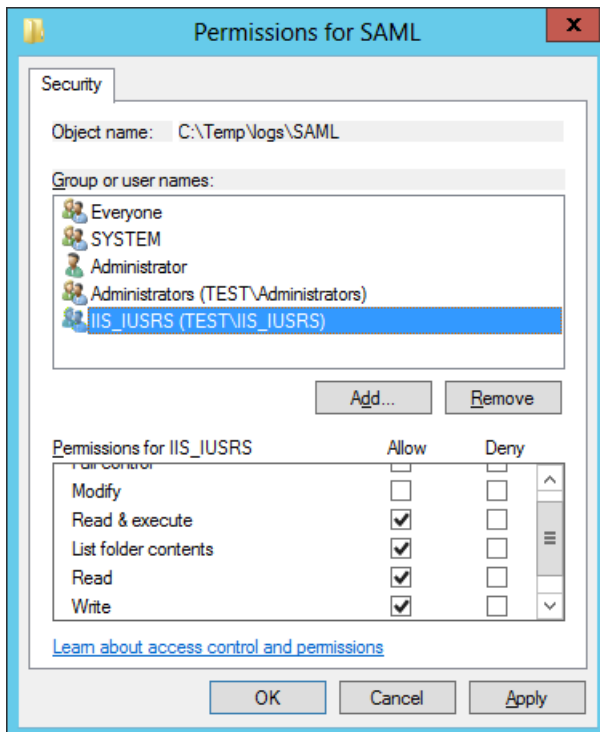 Permissions for SAML
X
Security
Object name: C:\Temp\logs\SAML
Group or user names:
Everyone
SYSTEM
Administrator
Administrators (TEST\Administrators)
IIS_IUSRS (TEST\IIS_IUSRS)
Add...
Remove
Permissions for IIS_IUSRS Allow Deny
Full control
Modify
Read & execute
List folder contents
Read
Write
Learn about access control and permissions
OK Cancel Apply